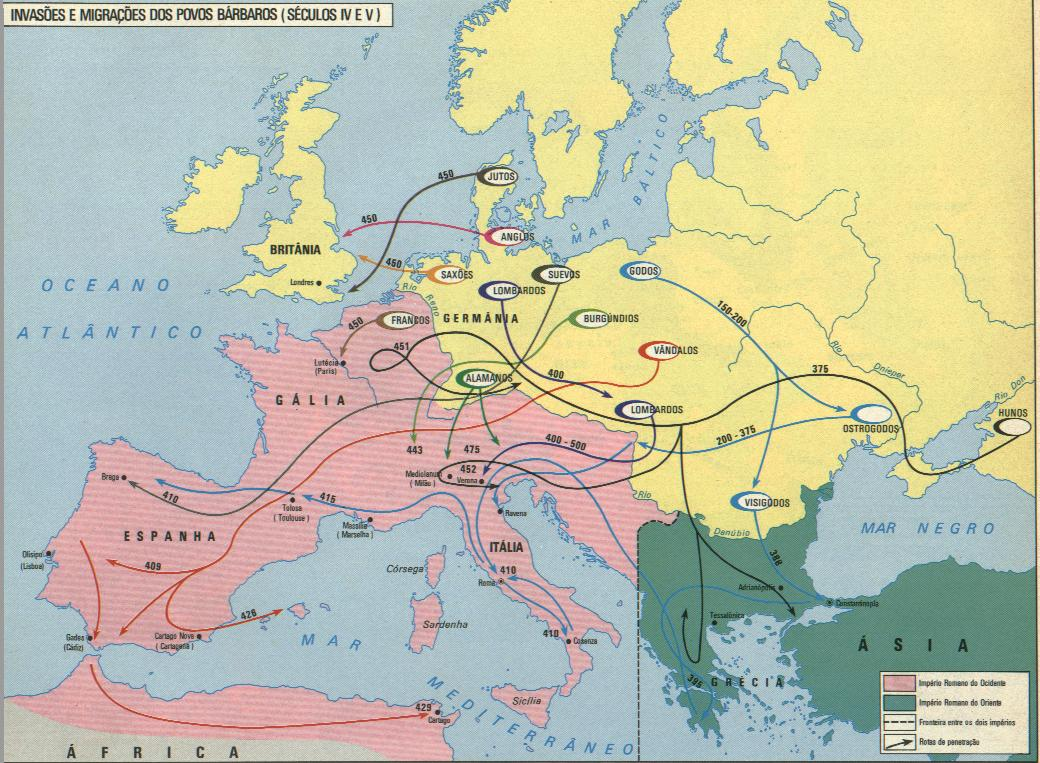 INVASÕES E MIGRAÇÕES DOS POVOS BÁRBAROS ( SÉCULOS IV E V )
450
JUTOS
MAR BÁLTICO
450
ANGLOS
BRITÂNIA
450
SAXÕES
SUEVOS
GODOS
Londres
Rio Reno
LOMBARDOS
OCEANO
ATLÂNTICO
150-200
450
FRANCOS
GERMÂNIA
BURGÚNDIOS
451
VÂNDALOS
Rio Dnieper
Lutécia
(Paris)
ALAMANOS
400
375
Rio Don
GÁLIA
LOMBARDOS
HUNOS
OSTROGODOS
443
475
400 - 500
200 - 375
Mediolanum
( Milão )
452
Verona
Braga
410
415
Tolosa
( Toulouse )
Rio
Danúbio
VISIGODOS
Ravena
Massília
( Marselha )
MAR NEGRO
ESPANHA
ITÁLIA
Olisipo
(Lisboa)
409
Córsega
410
Roma
388
Adrianópolis
Constantinopla
428
Tessalônica
Sardenha
Gades
(Cádiz)
Cartago Nova
( Cartagena )
MAR
MEDITERRÂNEO
410
Cosenza
ÁSIA
395
GRÉCIA
Sicília
429
Cartago
ÁFRICA
Império Romano do Ocidente
Império Romano do Oriente
Fronteira entre os dois impérios
Rotas de penetração